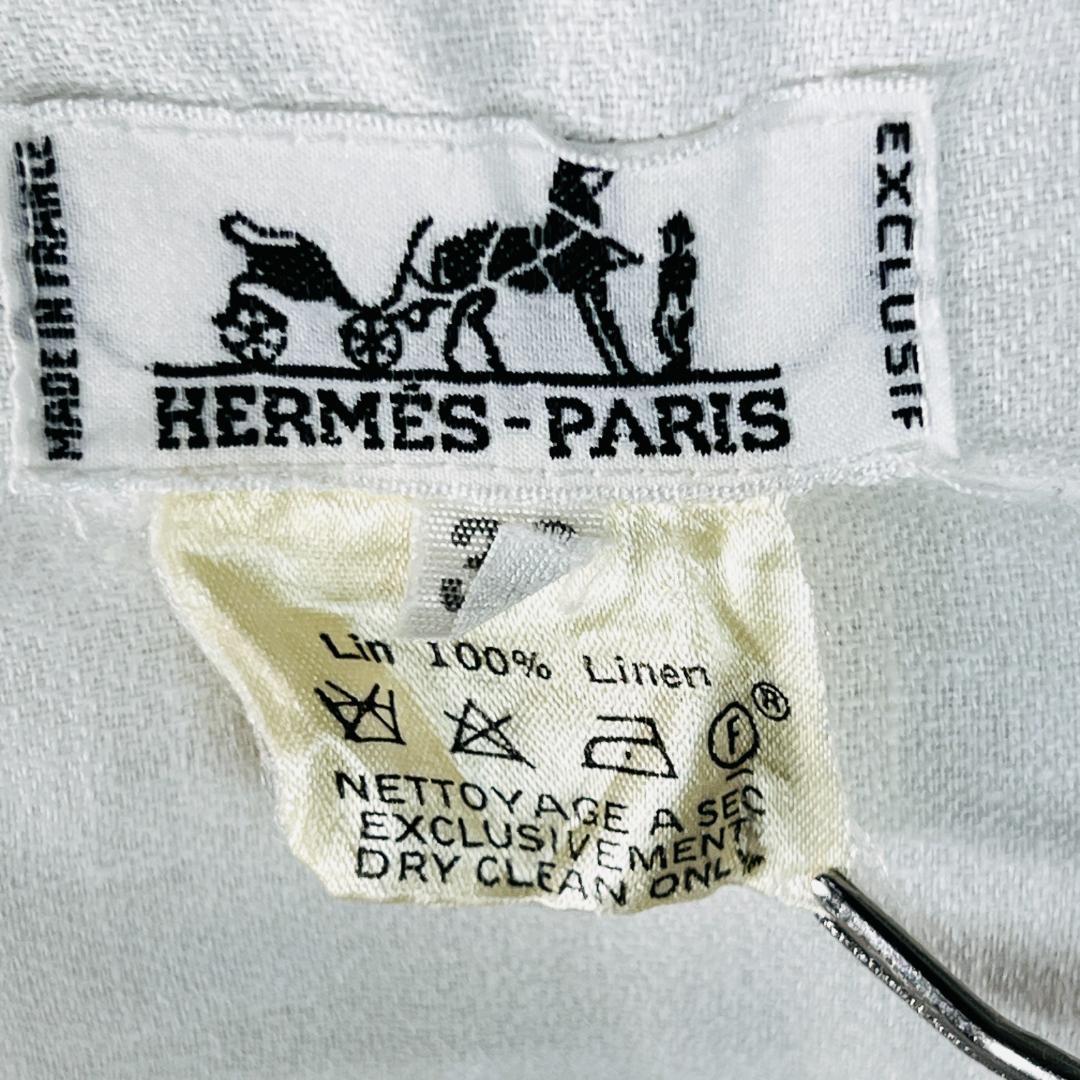 MADE IN FRANCE
EXCLUSIF
HERMÈS-PARIS
Lin 100% Linen
F ®
NETTOYAGE A SEC
EXCLUSIVEMENT
DRY CLEAN ONLY